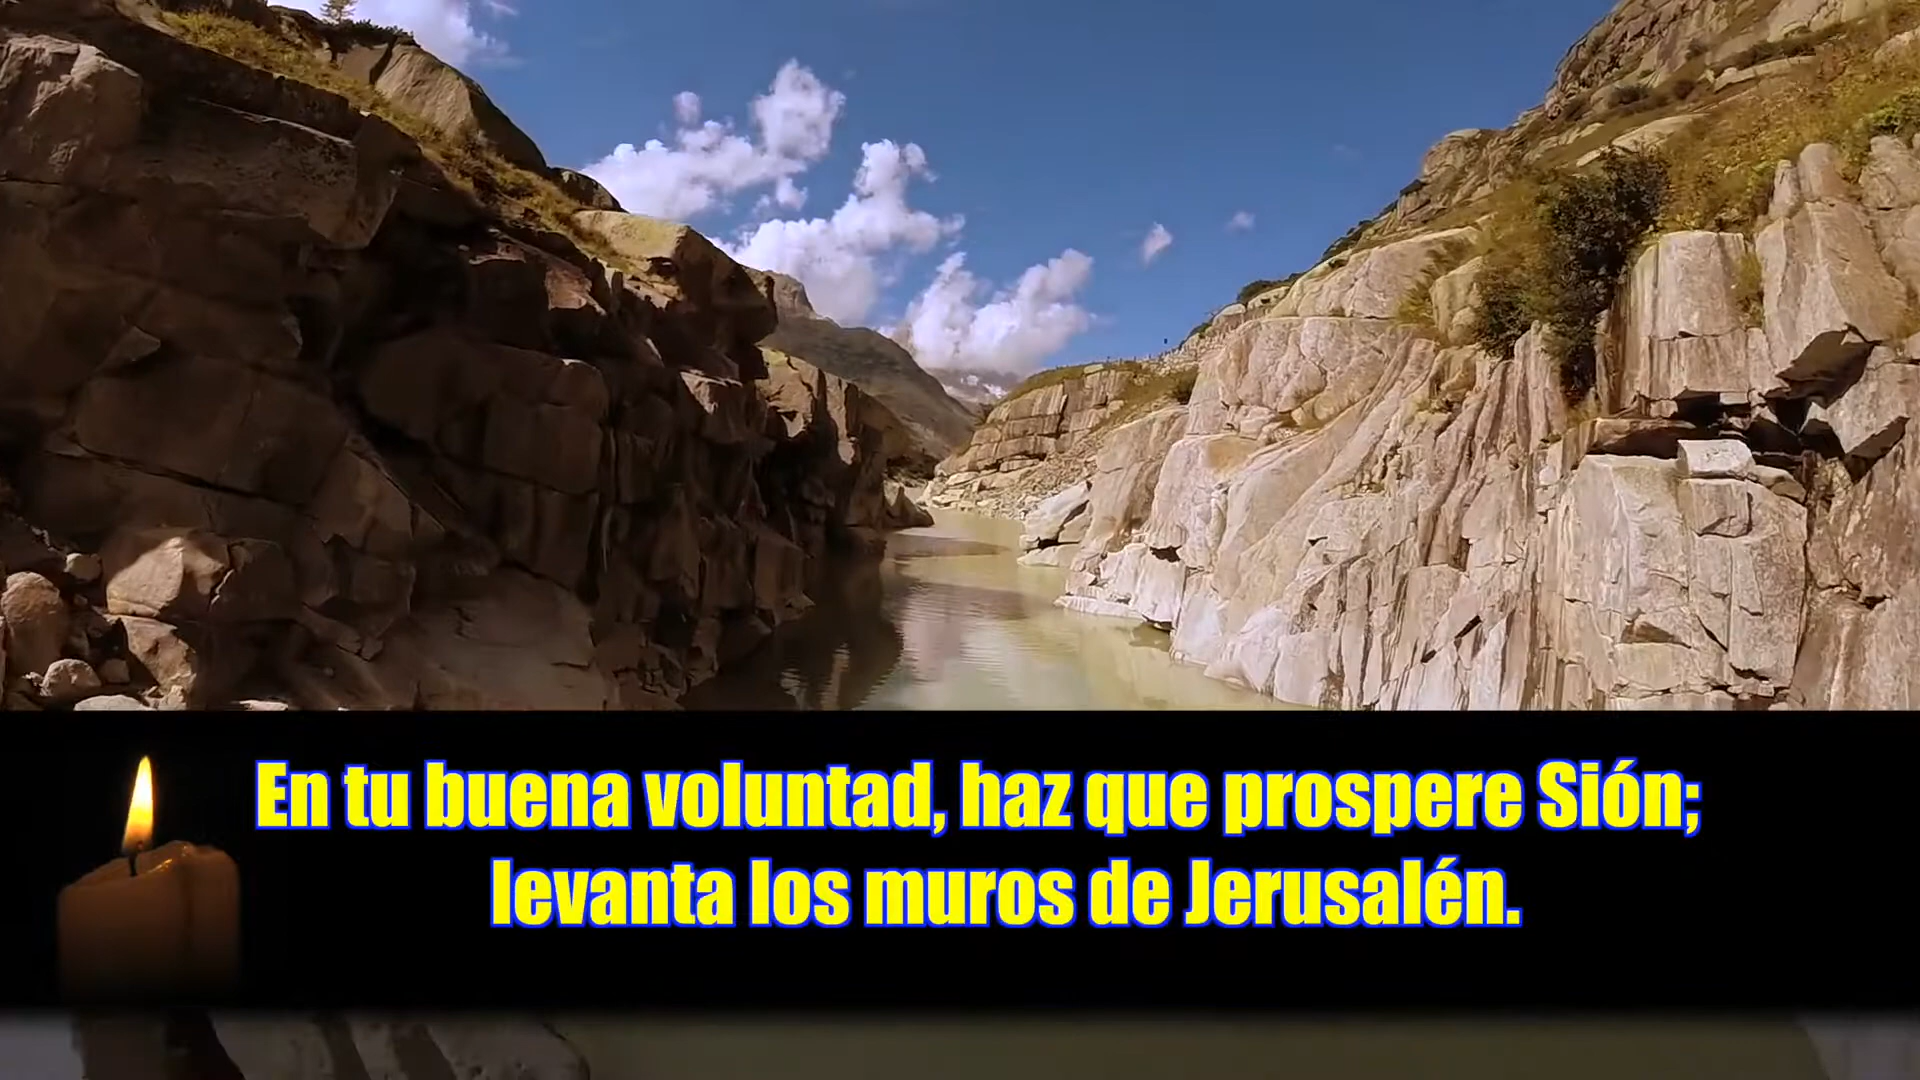 En tu buena voluntad, haz que prospere Sión;
levanta los muros de Jerusalén.